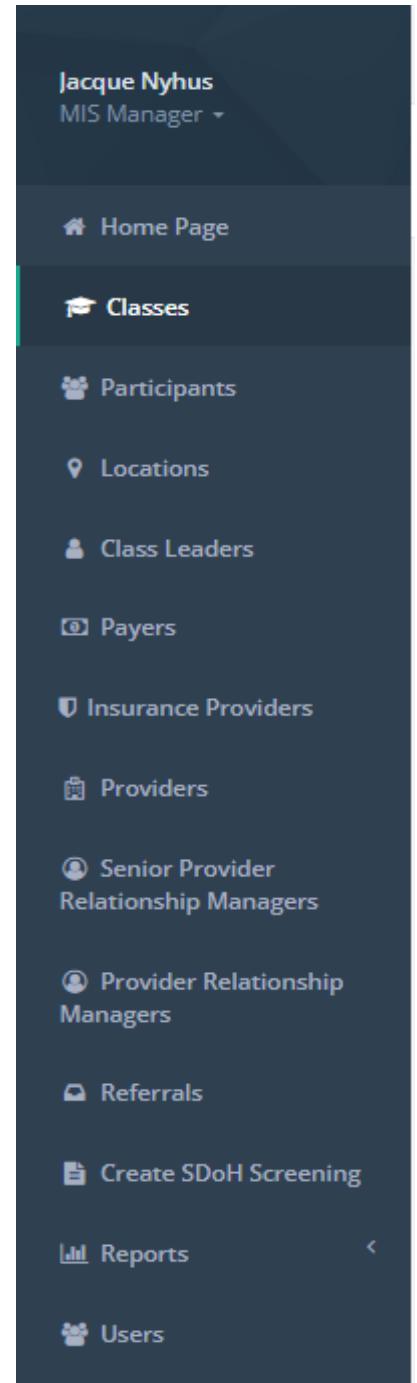 Jacque Nyhus
MIS Manager
Home Page
Classes
Participants
Locations
Class Leaders
Payers
Insurance Providers
Providers
Senior Provider
Relationship Managers
Provider Relationship
Managers
Referrals
Create SDoH Screening
Reports
Users